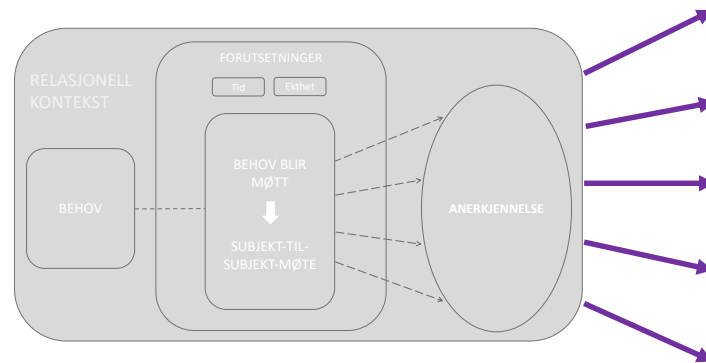 FORUTSETNINGER
RELASJONELL
KONTEKST
Tid
Ekthet
BEHOV
BEHOV BLIR
MØTT
SUBJEKT-TIL-
SUBJEKT-MØTE
ANERKJENNELSE